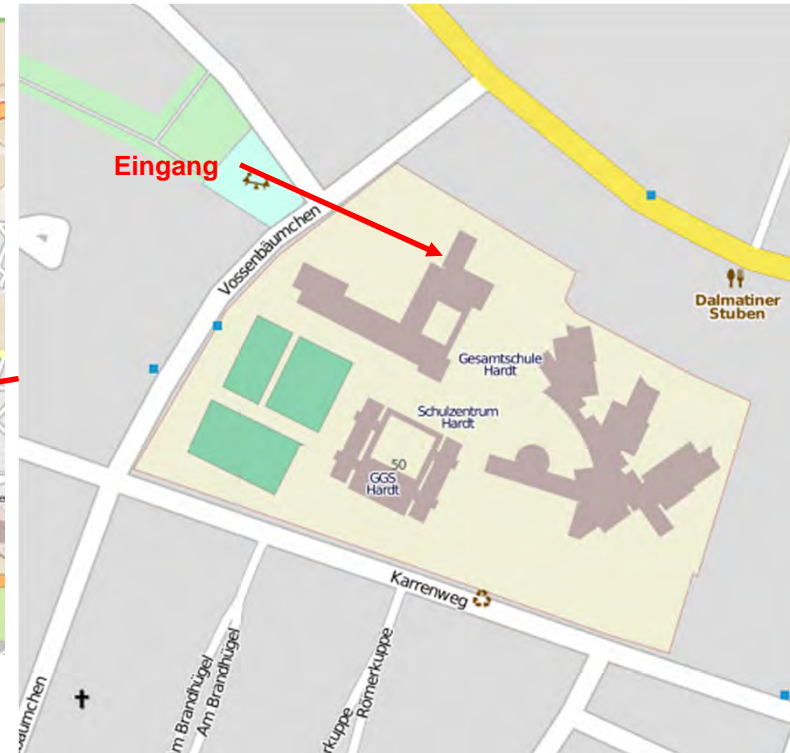 Eingang
Vossenbäumchen
Dalmatiner
Stuben
Gesamtschule
Hardt
Schulzentrum
Hardt
50
GGS
Hardt
Karrenweg
Am Brandhügel
Römerkuppe